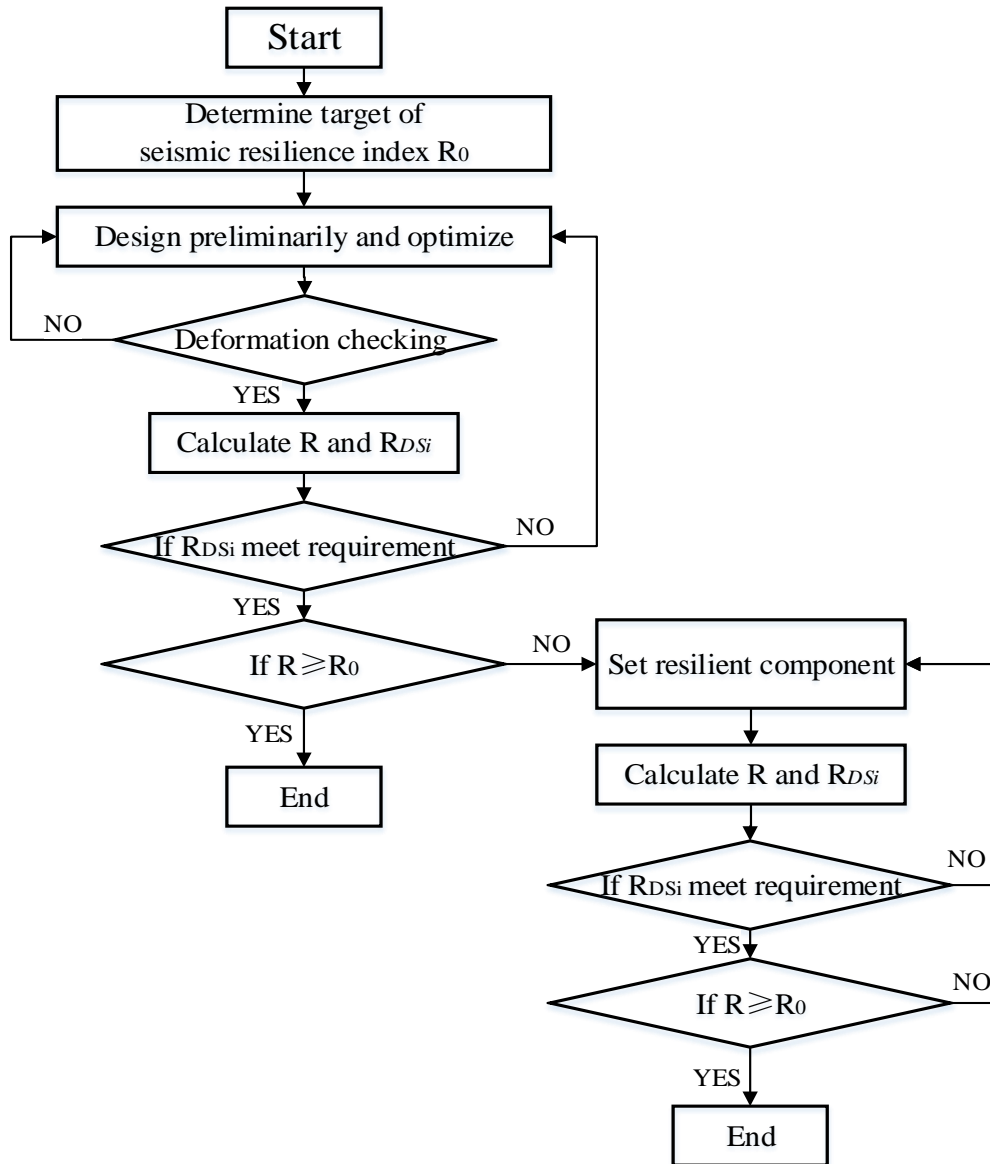 Start
Determine target of
seismic resilience index R0
Design preliminarily and optimize
NO
Deformation checking
YES
Calculate R and RDSi
NO
If RDSi meet requirement
YES
If R≥R0
NO
Set resilient component
YES
End
Calculate R and RDSi
NO
If RDSi meet requirement
YES
NO
If R≥R0
YES
End